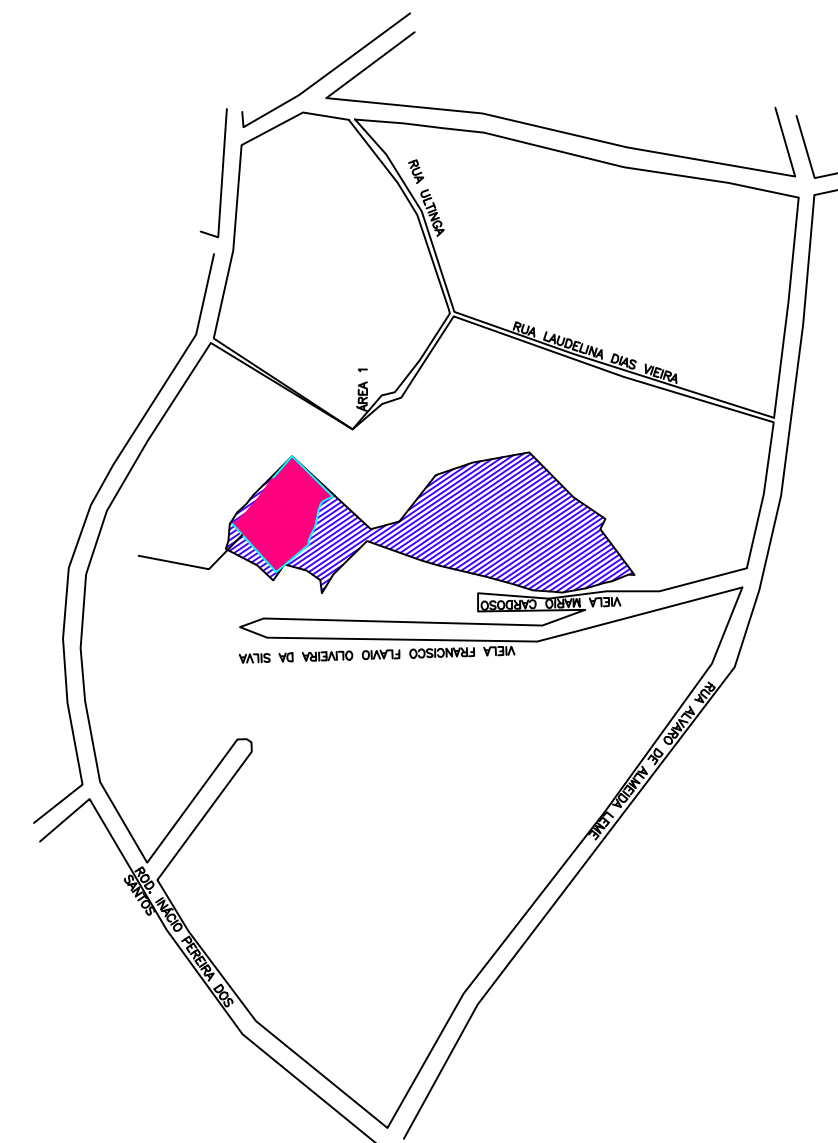 RUA ULTINGA
RUA LAUDELINA DIAS VIEIRA
ÁREA 1
VIELA MARIO CARDOSO
VIELA FRANCISCO FLAVIO OLIVEIRA DA SILVA
RUA ALVARO DE ALMEIDA LEME
ROD. INÁCIO PEREIRA DOS
SANTOS